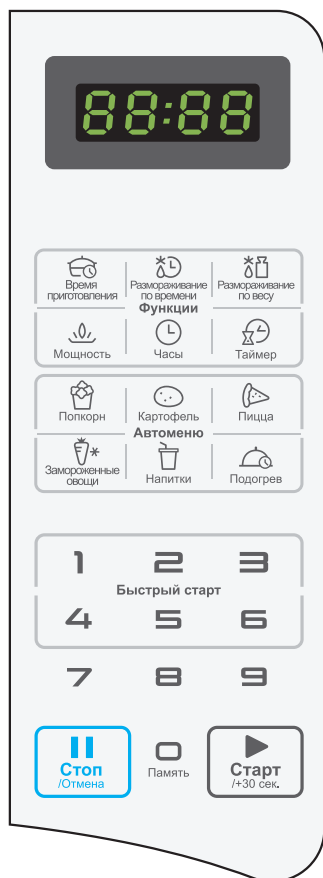 88:88
Время
приготовления
Размораживание
по времени
Размораживание
по весу
Функции
Мощность
Часы
Таймер
Попкорн
Картофель
Пицца
Автоменю
Замороженные
овощи
Напитки
Подогрев
1 2 3
Быстрый старт
4 5 6
7 8 9
Стоп
/Отмена
0
Память
Старт
/+30 сек.